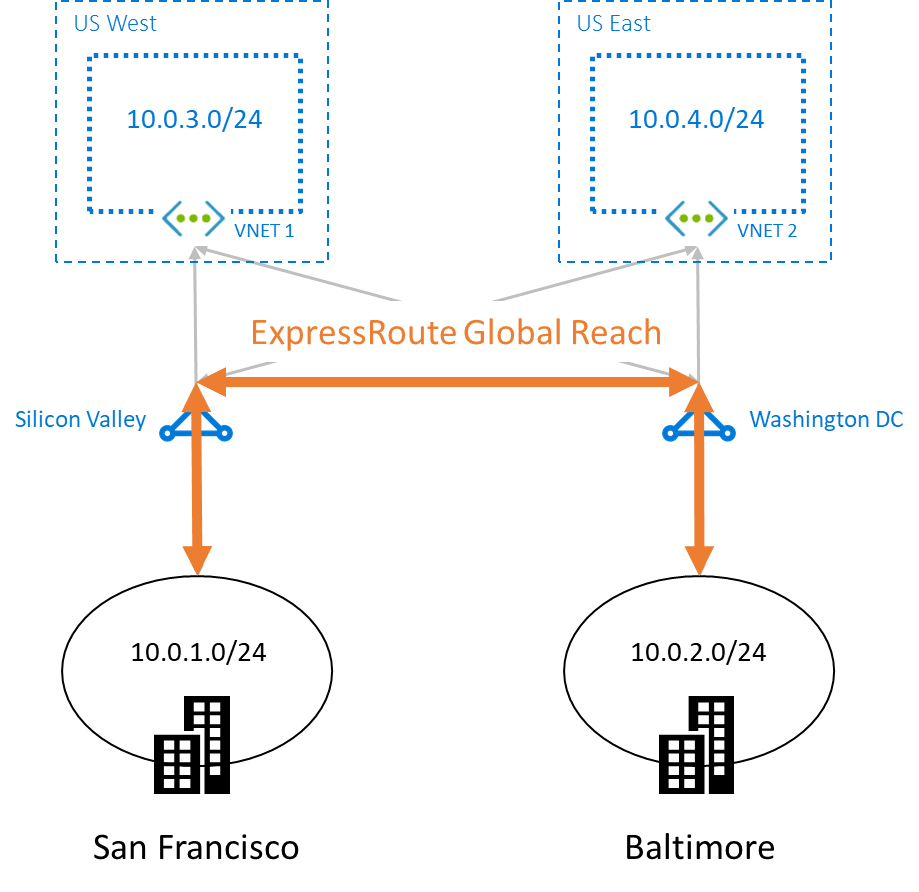 US West
US East
10.0.3.0/24
10.0.4.0/24
VNET 1
VNET 2
ExpressRoute Global Reach
Silicon Valley
Washington DC
10.0.1.0/24
10.0.2.0/24
San Francisco
Baltimore